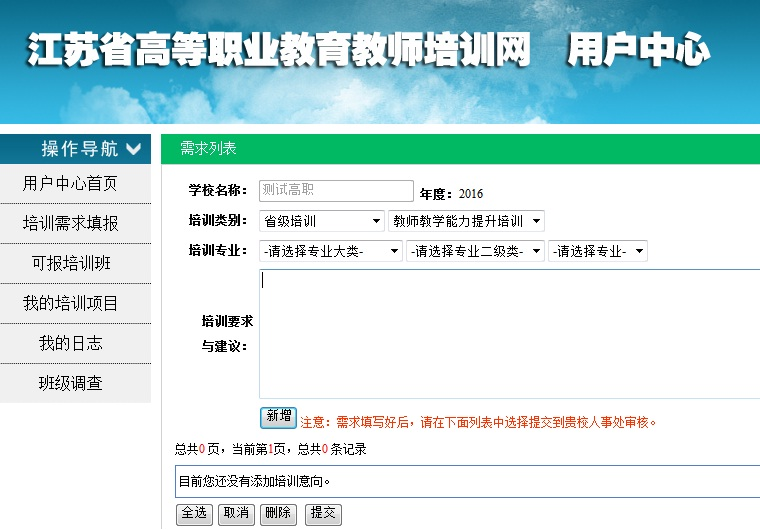 江苏省高等职业教育教师培训网 用户中心
操作导航
需求列表
用户中心首页
培训需求填报
可报培训班
我的培训项目
我的日志
班级调查
学校名称： 测试高职 年度：2016
培训类别： 省级培训 教师教学能力提升培训
培训专业： -请选择专业大类- -请选择专业二级类- -请选择专业-
培训要求
与建议：
新增 注意：需求填写好后，请在下面列表中选择提交到贵校人事处审核。
总共0页，当前第1页，总共0条记录
目前您还没有添加培训意向。
全选 取消 删除 提交